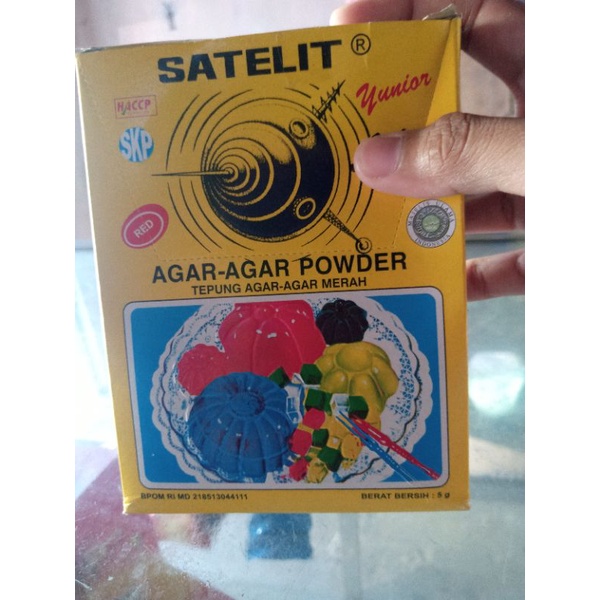 SATELIT ®
Yunior
HACCP
SKP
RED
INDONESIA
AGAR-AGAR POWDER
TEPUNG AGAR-AGAR MERAH
BPOM RI MD 218513044111
BERAT BERSIH : 5 g